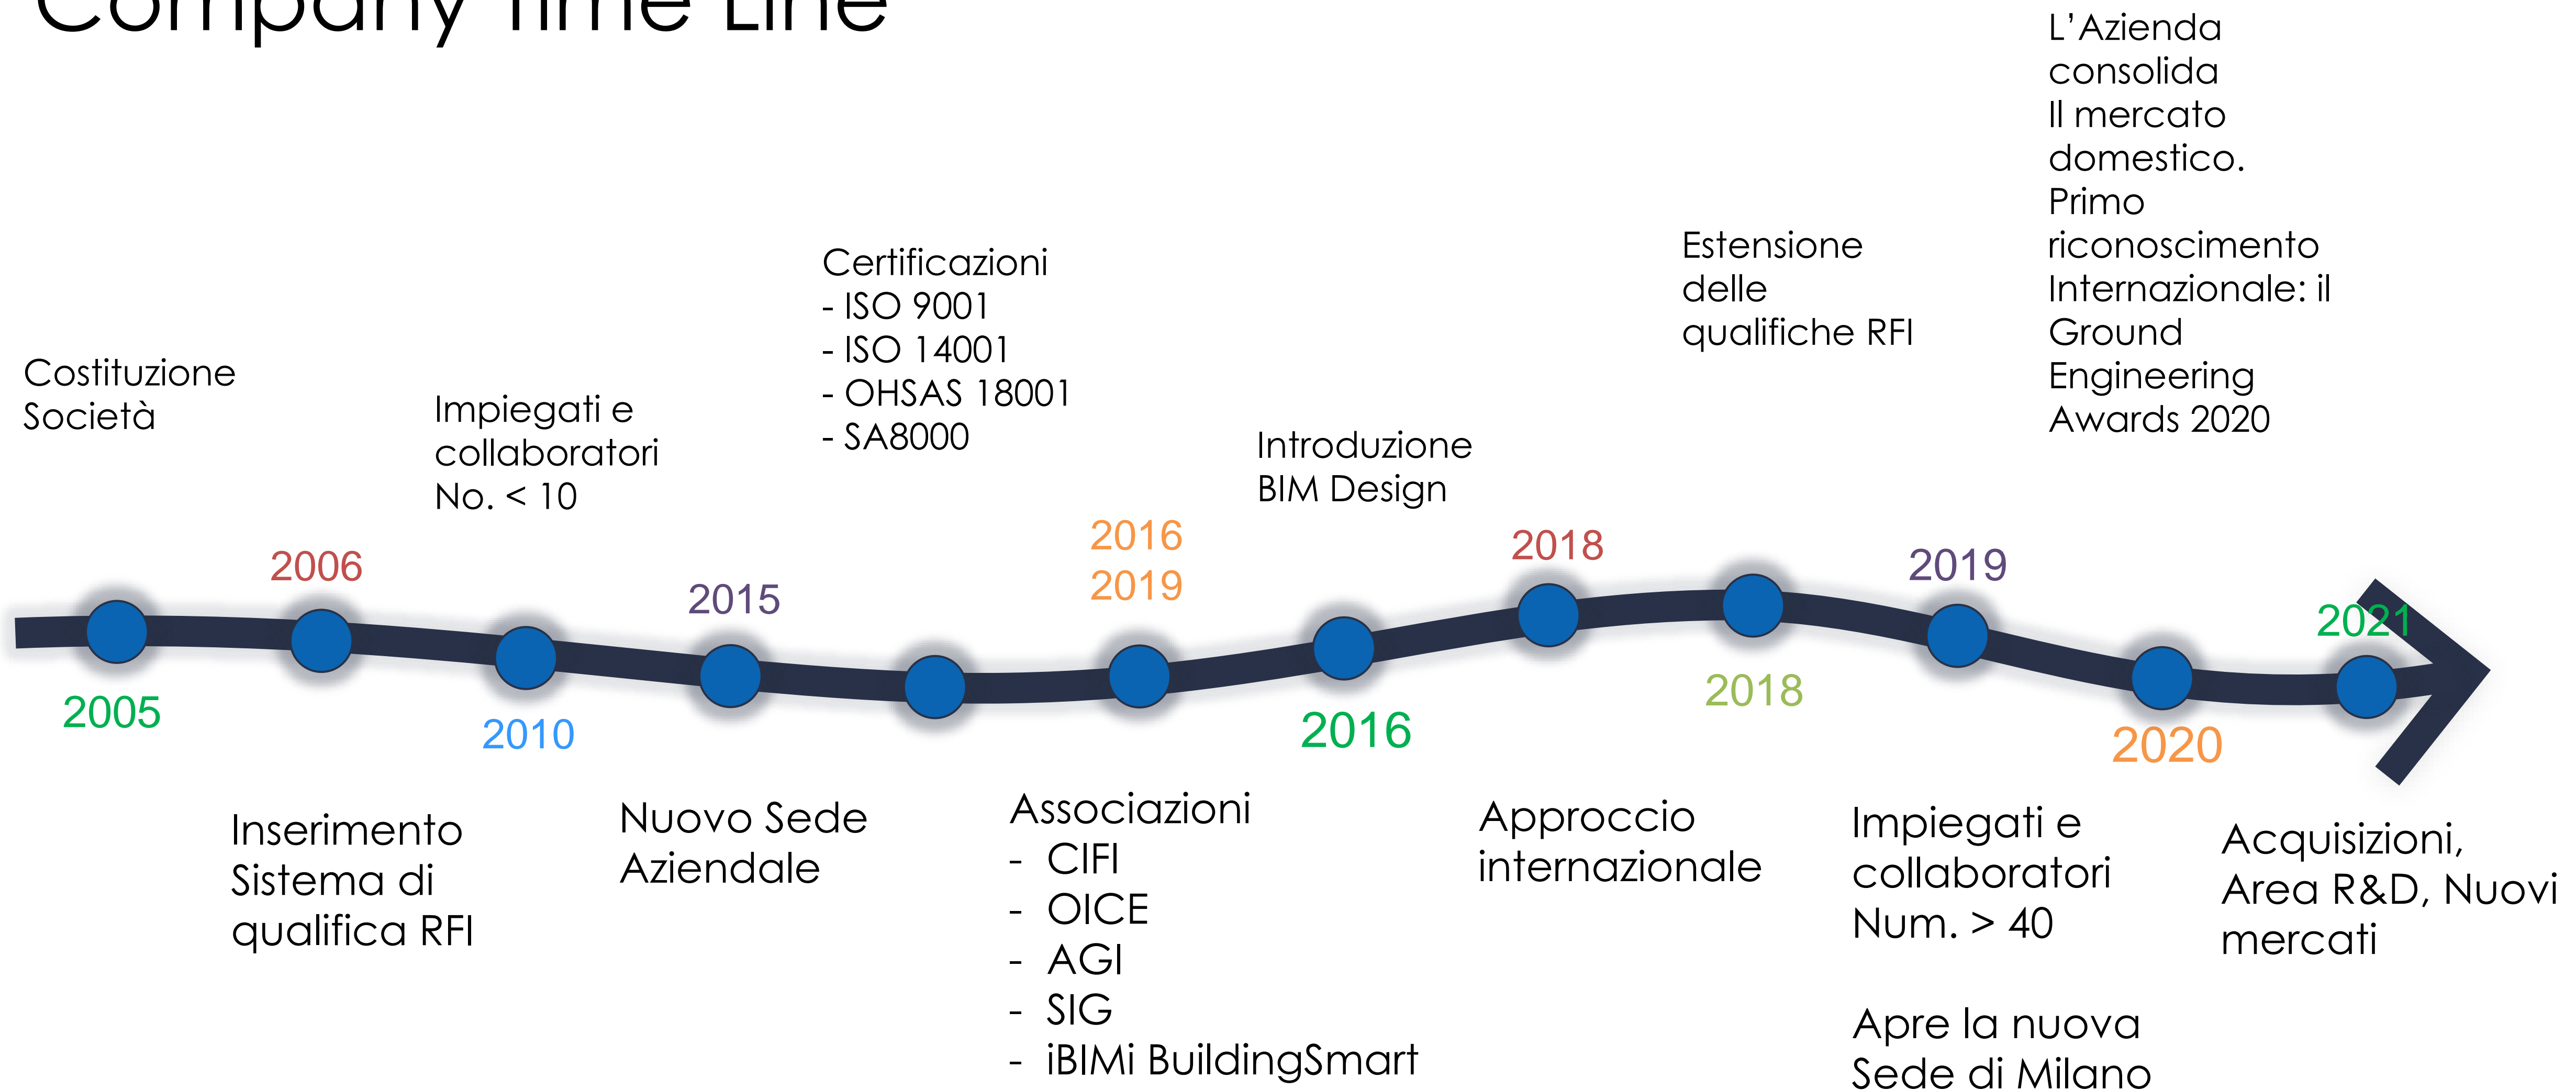 Company Time Line
Costituzione
Società
2005
2006
Inserimento
Sistema di
qualifica RFI
Impiegati e
collaboratori
No. < 10
2010
2015
Nuovo Sede
Aziendale
Certificazioni
- ISO 9001
- ISO 14001
- OHSAS 18001
- SA8000
2016
2019
Associazioni
- CIFI
- OICE
- AGI
- SIG
- iBIMi BuildingSmart
Introduzione
BIM Design
2016
2018
Approccio
internazionale
Estensione
delle
qualifiche RFI
2018
2019
Impiegati e
collaboratori
Num. > 40
Apre la nuova
Sede di Milano
L’Azienda
consolida
Il mercato
domestico.
Primo
riconoscimento
Internazionale: il
Ground
Engineering
Awards 2020
2020
2021
Acquisizioni,
Area R&D, Nuovi
mercati